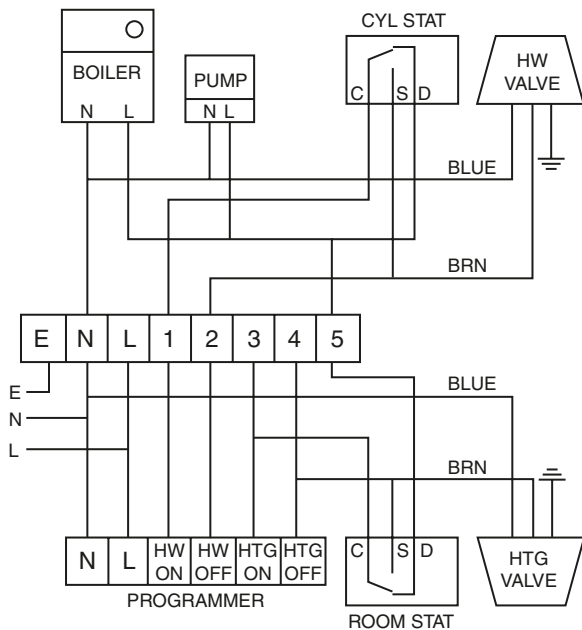 BOILER
N L
PUMP
N L
CYL STAT
C S D
HW
VALVE
BLUE
BRN
E N L 1 2 3 4 5
E
N
L
BLUE
BRN
N L HW ON HW OFF HTG ON HTG OFF
PROGRAMMER
C S D
ROOM STAT
HTG
VALVE